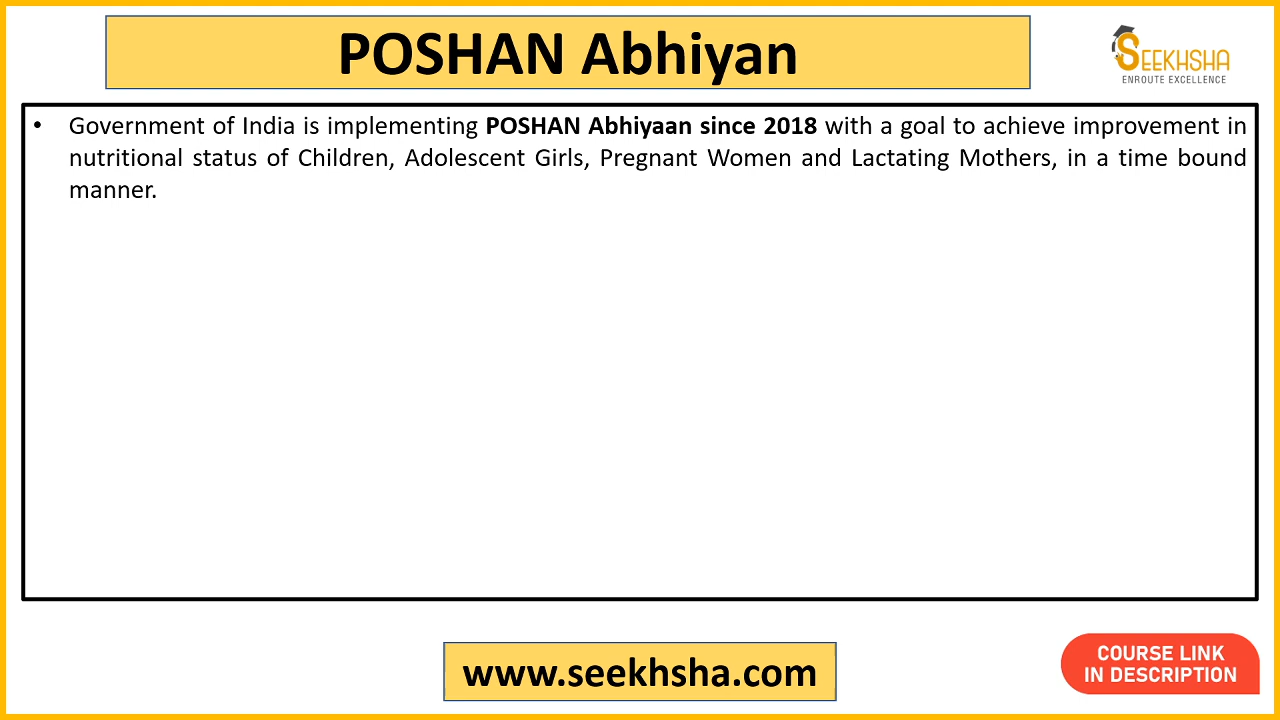 POSHAN Abhiyan
SEEKHSHA
ENROUTE EXCELLENCE
• Government of India is implementing POSHAN Abhiyaan since 2018 with a goal to achieve improvement in
nutritional status of Children, Adolescent Girls, Pregnant Women and Lactating Mothers, in a time bound
manner.
www.seekhsha.com
COURSE LINK
IN DESCRIPTION